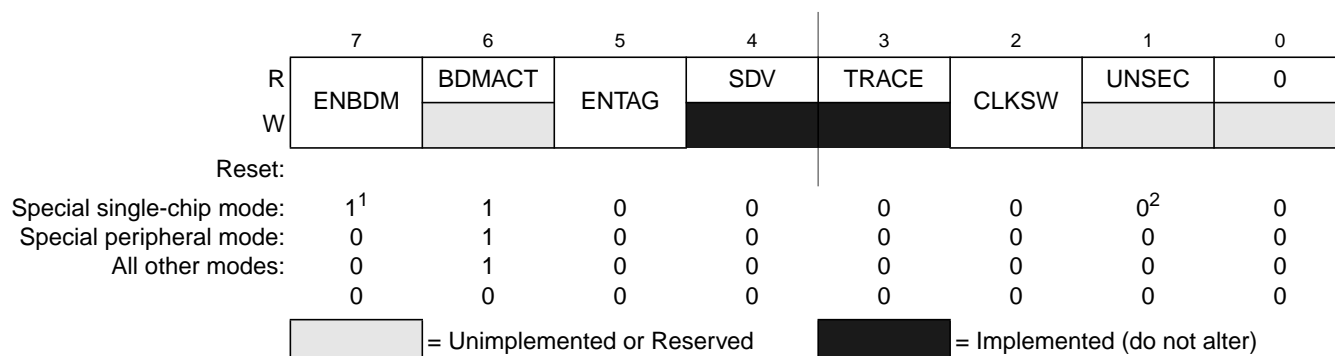 7 6 5 4 3 2 1 0
R ENBDM BDMACT ENTAG SDV TRACE CLKSW UNSEC 0
W
Reset:
Special single-chip mode: 1¹ 1 0 0 0 0 0² 0
Special peripheral mode: 0 1 0 0 0 0 0 0
All other modes: 0 1 0 0 0 0 0 0
0 0 0 0 0 0 0 0
= Unimplemented or Reserved = Implemented (do not alter)